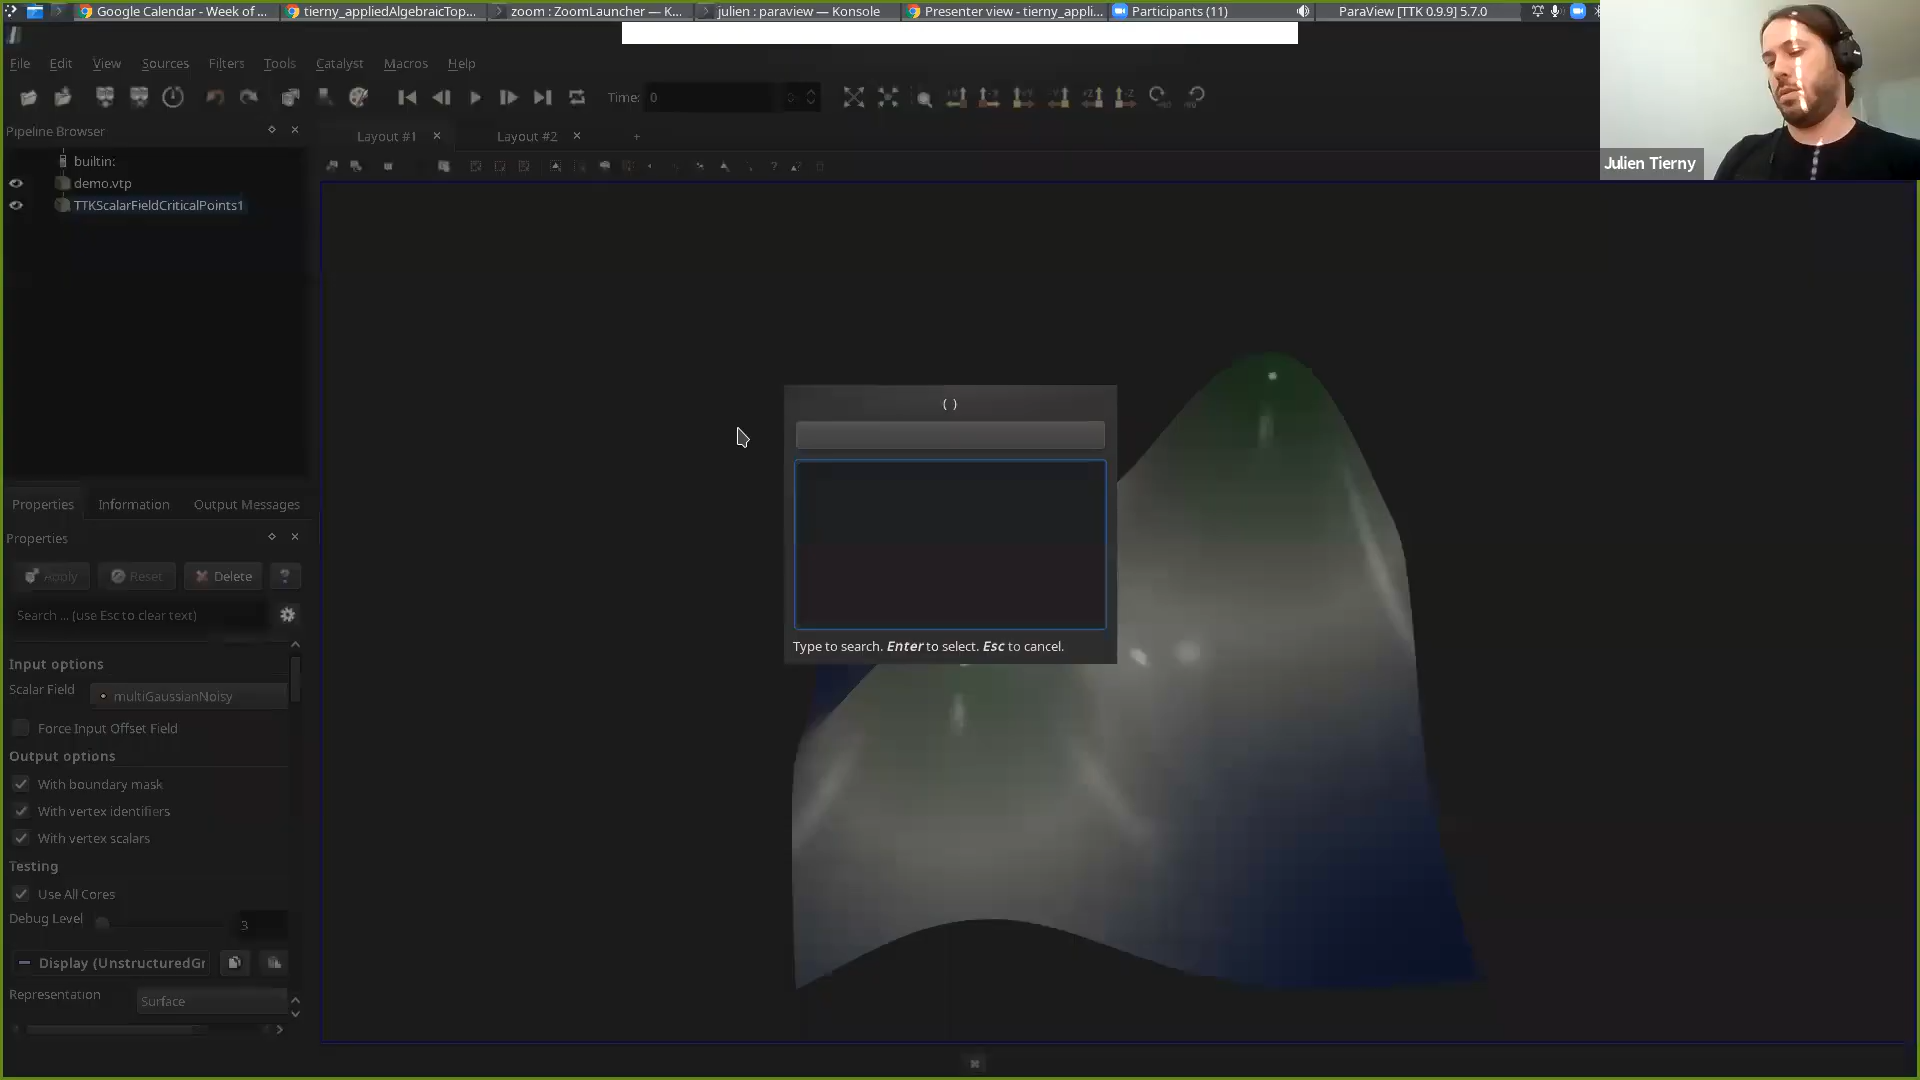 Google Calendar - Week of ...
tierny_appliedAlgebraicTop...
zoom : ZoomLauncher — K...
julien : paraview — Konsole
Presenter view - tierny_appli...
Participants (11)
ParaView [TTK 0.9.9] 5.7.0
File Edit View Sources Filters Tools Catalyst Macros Help
Time: 0
Julien Tierny
Pipeline Browser
Layout #1
Layout #2
builtin:
demo.vtp
TTKScalarFieldCriticalPoints1
( )
Type to search. Enter to select. Esc to cancel.
Properties Information Output Messages
Properties
Apply Reset Delete ?
Search ... (use Esc to clear text)
Input options
Scalar Field multiGaussianNoisy
Force Input Offset Field
Output options
With boundary mask
With vertex identifiers
With vertex scalars
Testing
Use All Cores
Debug Level 3
Display (UnstructuredGr
Representation Surface